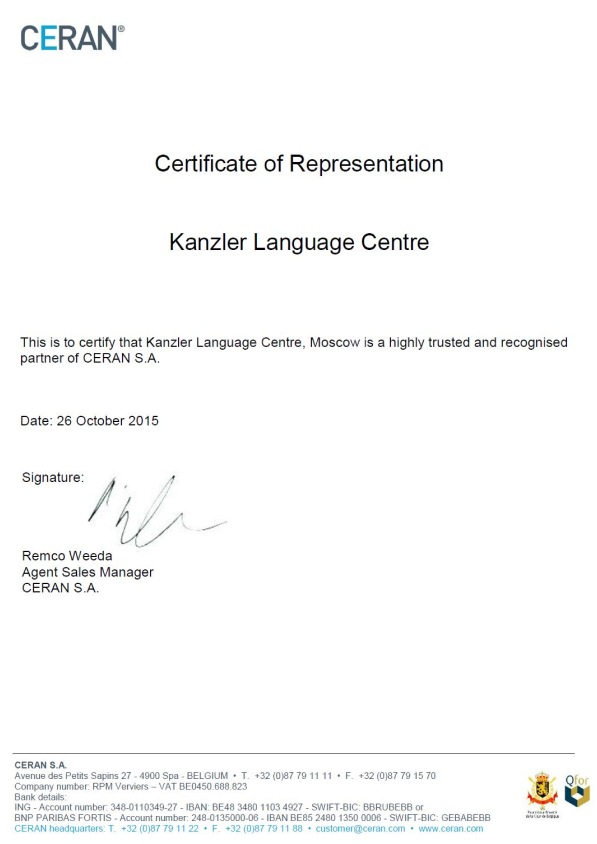 CERAN®
Certificate of Representation
Kanzler Language Centre
This is to certify that Kanzler Language Centre, Moscow is a highly trusted and recognised
partner of CERAN S.A.
Date: 26 October 2015
Signature:
Remco Weeda
Agent Sales Manager
CERAN S.A.
CERAN S.A.
Avenue des Petits Sapins 27 - 4900 Spa - BELGIUM • T. +32 (0)87 79 11 11 • F. +32 (0)87 79 15 70
Company number: RPM Verviers – VAT BE0450.688.823
Bank details:
ING - Account number: 348-0110349-27 - IBAN: BE48 3480 1103 4927 - SWIFT-BIC: BBRUBEBB or
BNP PARIBAS FORTIS - Account number: 248-0135000-06 - IBAN BE85 2480 1350 0006 - SWIFT-BIC: GEBABEBB
CERAN headquarters: T. +32 (0)87 79 11 22 • F. +32 (0)87 79 11 88 • customer@ceran.com • www.ceran.com
Qfor